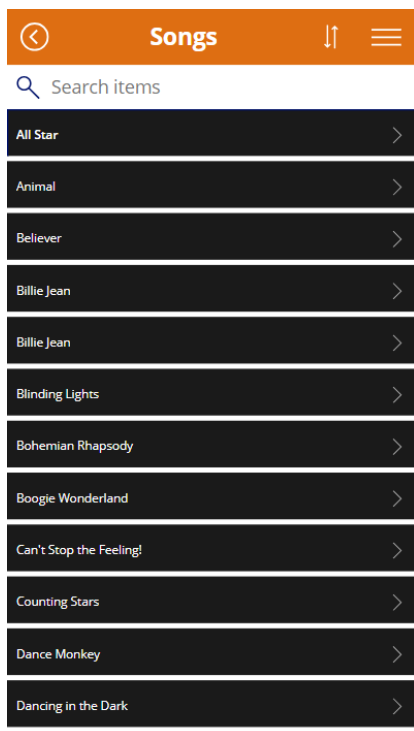 Songs
Search items
All Star
Animal
Believer
Billie Jean
Billie Jean
Blinding Lights
Bohemian Rhapsody
Boogie Wonderland
Can't Stop the Feeling!
Counting Stars
Dance Monkey
Dancing in the Dark